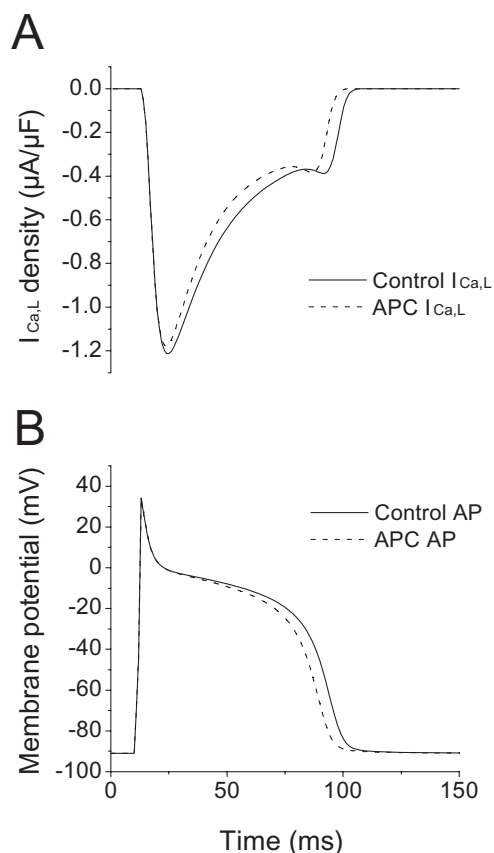 A
I Ca,L density (µA/µF)
0.0
-0.2
-0.4
-0.6
-0.8
-1.0
-1.2
Control ICa,L
APC ICa,L
B
Membrane potential (mV)
40
20
0
-20
-40
-60
-80
-100
Control AP
APC AP
0
50
100
150
Time (ms)